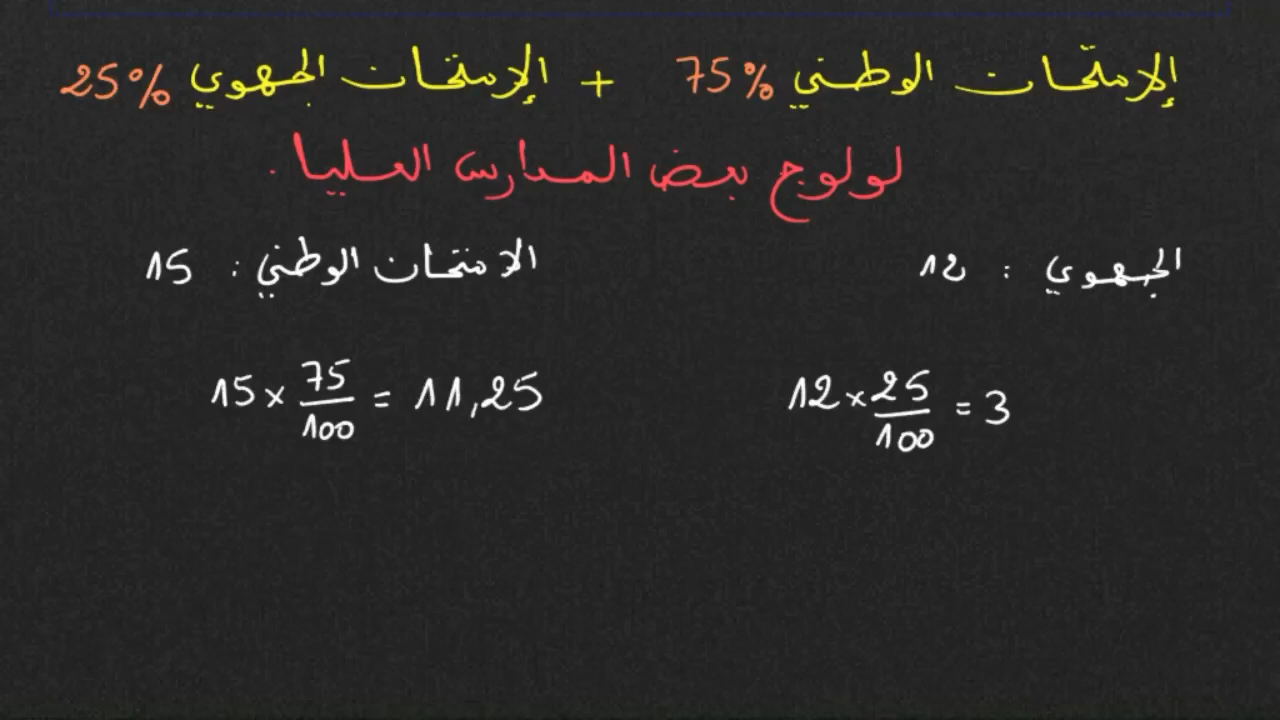 الإمتحان الوطني 75% + الإمتحان الجهوي 25%
لولوج بعض المدارس العليا.
الجهوي : 12
الامتحان الوطني : 15
12 × 25/100 = 3
15 × 75/100 = 11,25